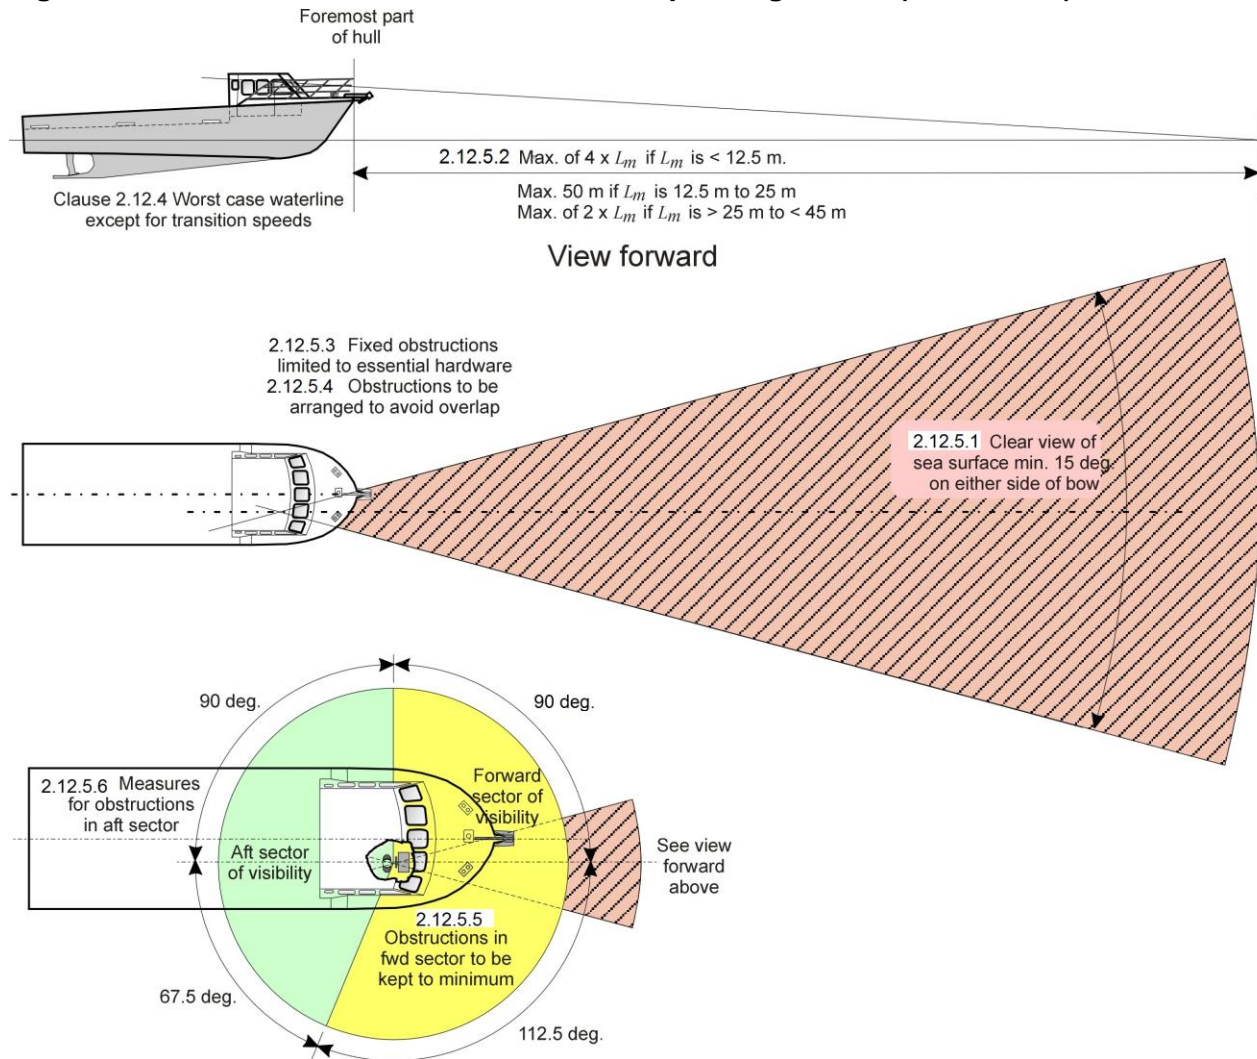 Foremost part
of hull
2.12.5.2 Max. of 4 x Lm if Lm is < 12.5 m.
Max. 50 m if Lm is 12.5 m to 25 m
Max. of 2 x Lm if Lm is > 25 m to < 45 m
Clause 2.12.4 Worst case waterline
except for transition speeds
View forward
2.12.5.3 Fixed obstructions
limited to essential hardware
2.12.5.4 Obstructions to be
arranged to avoid overlap
2.12.5.1 Clear view of
sea surface min. 15 deg.
on either side of bow
90 deg.
90 deg.
2.12.5.6 Measures
for obstructions
in aft sector
Forward
sector of
visibility
Aft sector
of visibility
See view
forward
above
2.12.5.5
Obstructions in
fwd sector to be
kept to minimum
67.5 deg.
112.5 deg.